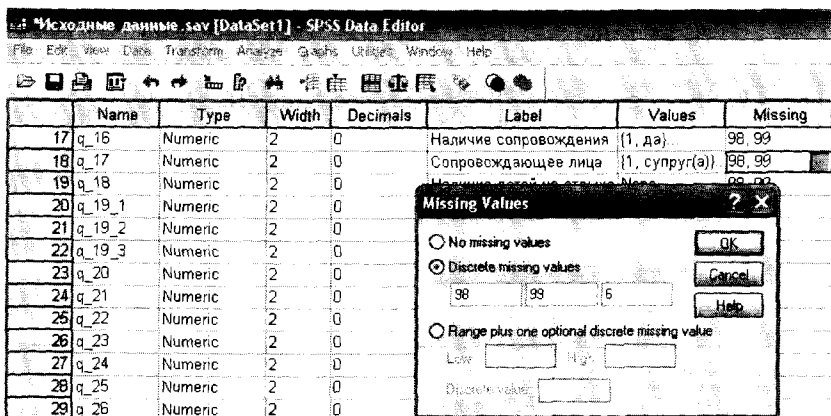 *Исходные данные.sav [DataSet1] - SPSS Data Editor
File Edit View Data Transform Analyze Graphs Utilities Window Help
Name Type Width Decimals Label Values Missing
17 q_16 Numeric 2 0 Наличие сопровождения {1, да}... 98, 99
18 q_17 Numeric 2 0 Сопровождающее лица {1, супруг(а)} 98, 99
19 q_18 Numeric 2 0 None 98, 99
20 q_19_1 Numeric 2 0
21 q_19_2 Numeric 2 0
22 q_19_3 Numeric 2 0
23 q_20 Numeric 2 0
24 q_21 Numeric 2 0
25 q_22 Numeric 2 0
26 q_23 Numeric 2 0
27 q_24 Numeric 2 0
28 q_25 Numeric 2 0
29 q_26 Numeric 2 0
Missing Values
No missing values
Discrete missing values
98 99 6
Range plus one optional discrete missing value
Low: High:
Discrete value:
OK
Cancel
Help